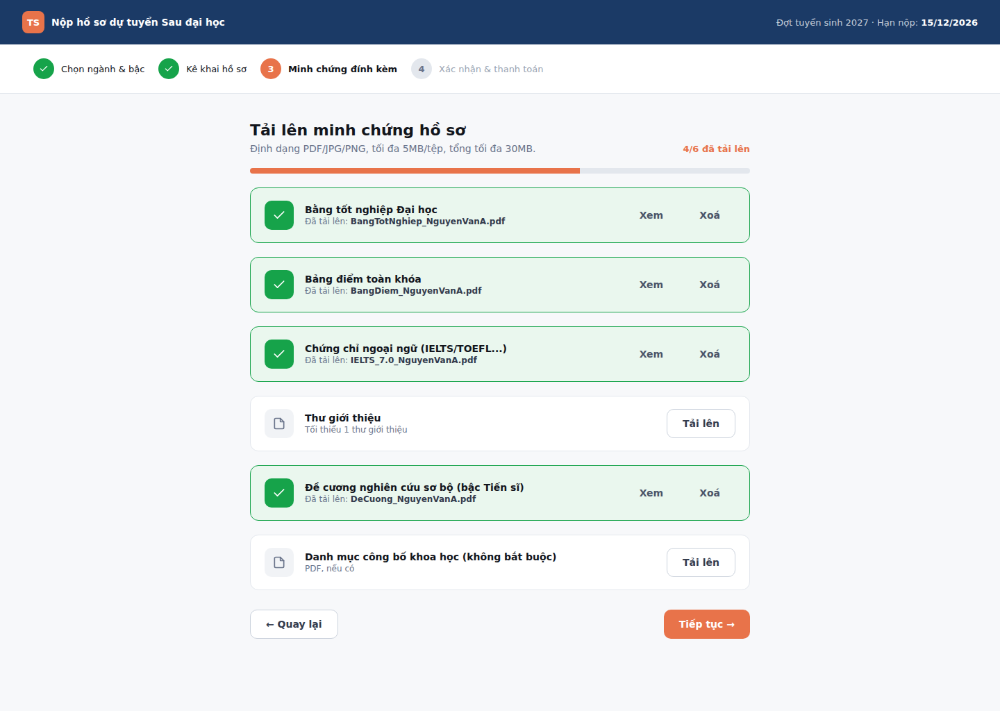 TS Nộp hồ sơ dự tuyển Sau đại học
Đợt tuyển sinh 2027 · Hạn nộp: 15/12/2026
Chọn ngành & bậc
Kê khai hồ sơ
3 Minh chứng đính kèm
4 Xác nhận & thanh toán
Tải lên minh chứng hồ sơ
Định dạng PDF/JPG/PNG, tối đa 5MB/tệp, tổng tối đa 30MB.
4/6 đã tải lên
Bằng tốt nghiệp Đại học
Đã tải lên: BangTotNghiep_NguyenVanA.pdf
Xem
Xoá
Bảng điểm toàn khóa
Đã tải lên: BangDiem_NguyenVanA.pdf
Xem
Xoá
Chứng chỉ ngoại ngữ (IELTS/TOEFL...)
Đã tải lên: IELTS_7.0_NguyenVanA.pdf
Xem
Xoá
Thư giới thiệu
Tối thiểu 1 thư giới thiệu
Tải lên
Đề cương nghiên cứu sơ bộ (bậc Tiến sĩ)
Đã tải lên: DeCuong_NguyenVanA.pdf
Xem
Xoá
Danh mục công bố khoa học (không bắt buộc)
PDF, nếu có
Tải lên
← Quay lại
Tiếp tục →